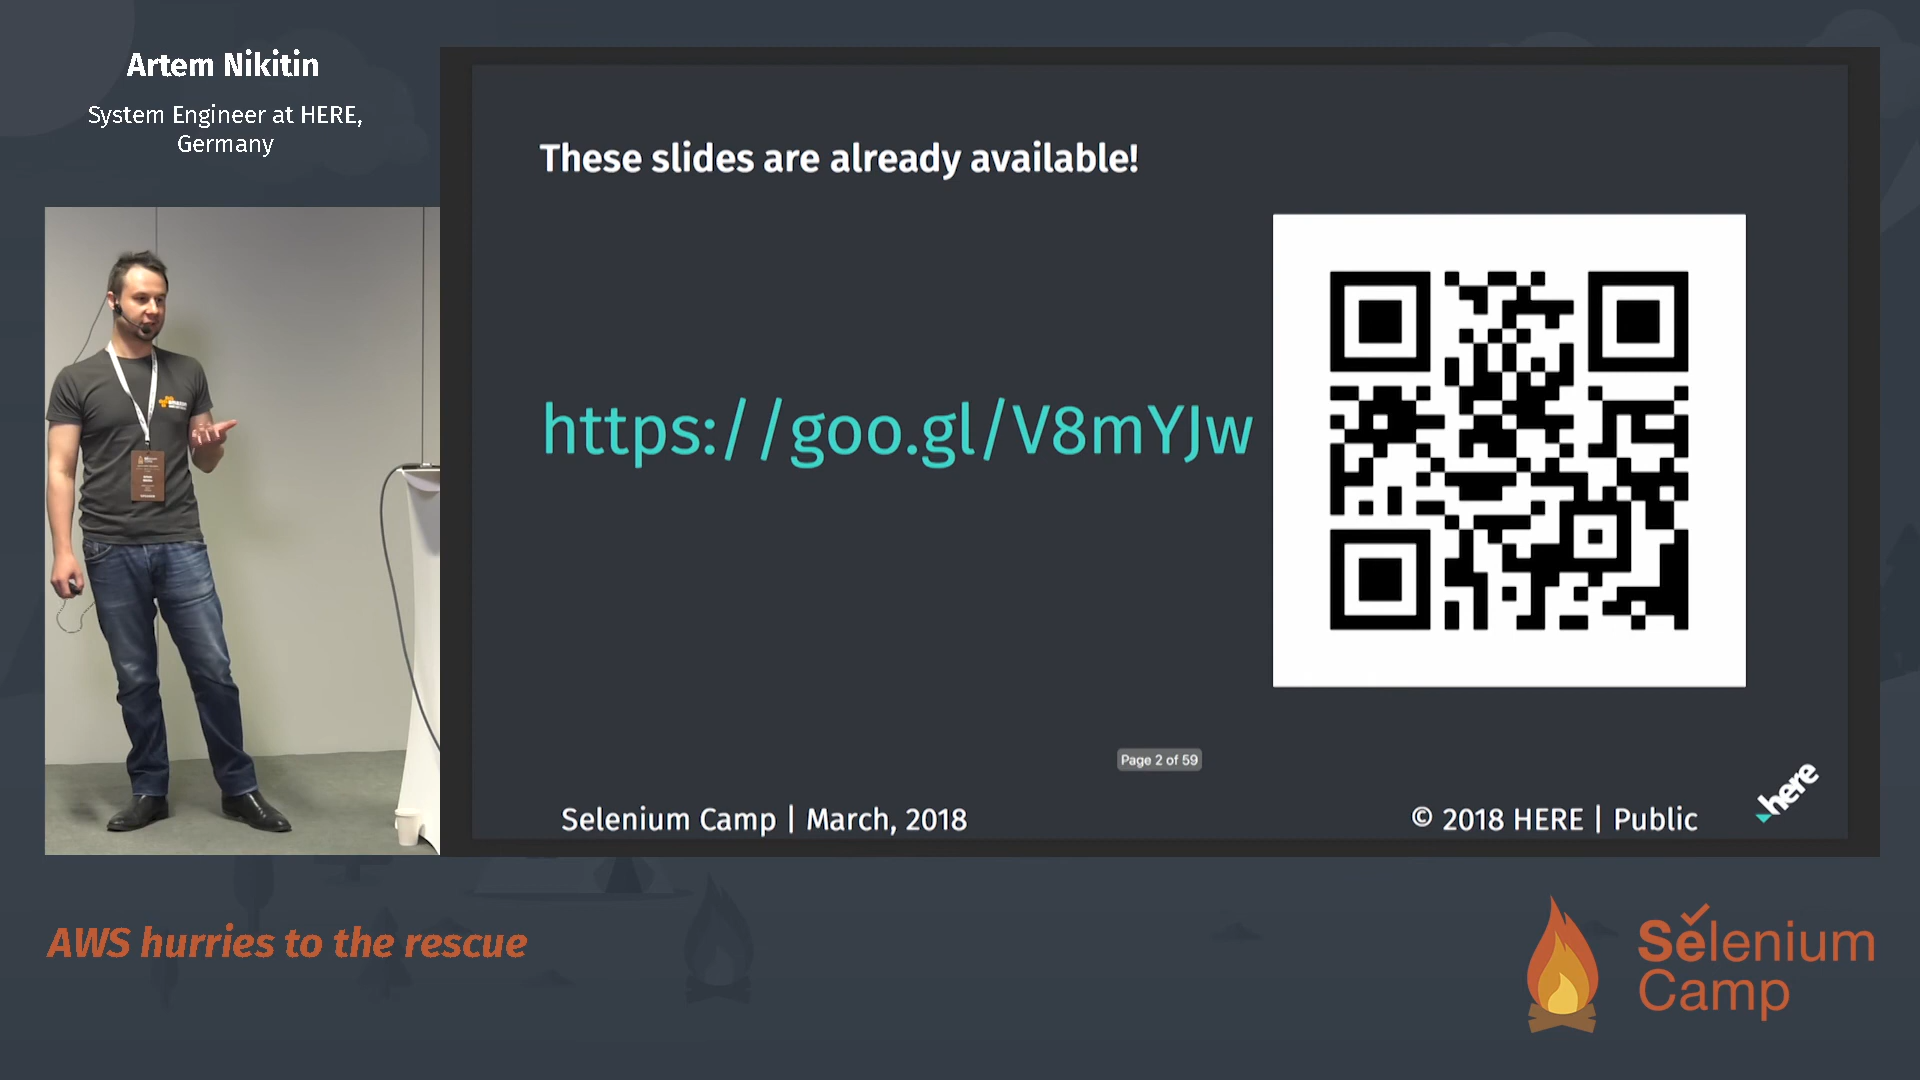 Artem Nikitin
System Engineer at HERE,
Germany
These slides are already available!
https://goo.gl/V8mYJw
Page 2 of 59
Selenium Camp | March, 2018
© 2018 HERE | Public
here
AWS hurries to the rescue
Selenium
Camp